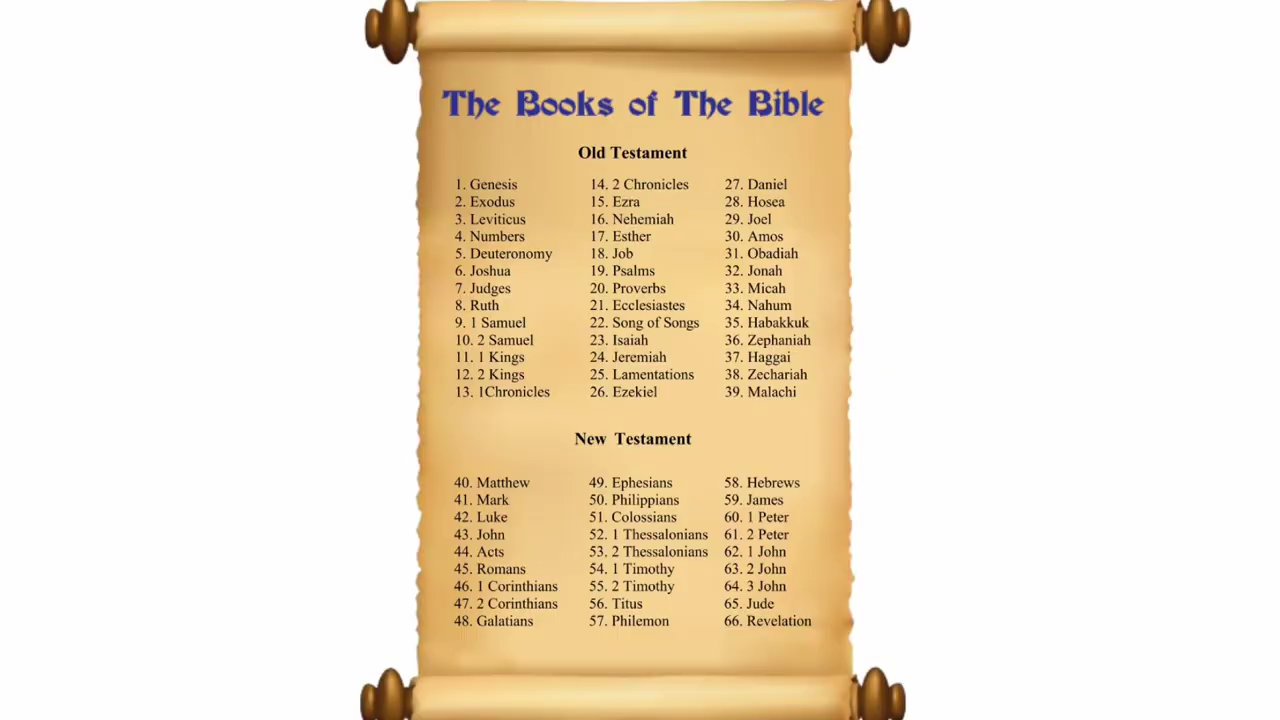 The Books of The Bible
Old Testament
1. Genesis
2. Exodus
3. Leviticus
4. Numbers
5. Deuteronomy
6. Joshua
7. Judges
8. Ruth
9. 1 Samuel
10. 2 Samuel
11. 1 Kings
12. 2 Kings
13. 1Chronicles
14. 2 Chronicles
15. Ezra
16. Nehemiah
17. Esther
18. Job
19. Psalms
20. Proverbs
21. Ecclesiastes
22. Song of Songs
23. Isaiah
24. Jeremiah
25. Lamentations
26. Ezekiel
27. Daniel
28. Hosea
29. Joel
30. Amos
31. Obadiah
32. Jonah
33. Micah
34. Nahum
35. Habakkuk
36. Zephaniah
37. Haggai
38. Zechariah
39. Malachi
New Testament
40. Matthew
41. Mark
42. Luke
43. John
44. Acts
45. Romans
46. 1 Corinthians
47. 2 Corinthians
48. Galatians
49. Ephesians
50. Philippians
51. Colossians
52. 1 Thessalonians
53. 2 Thessalonians
54. 1 Timothy
55. 2 Timothy
56. Titus
57. Philemon
58. Hebrews
59. James
60. 1 Peter
61. 2 Peter
62. 1 John
63. 2 John
64. 3 John
65. Jude
66. Revelation